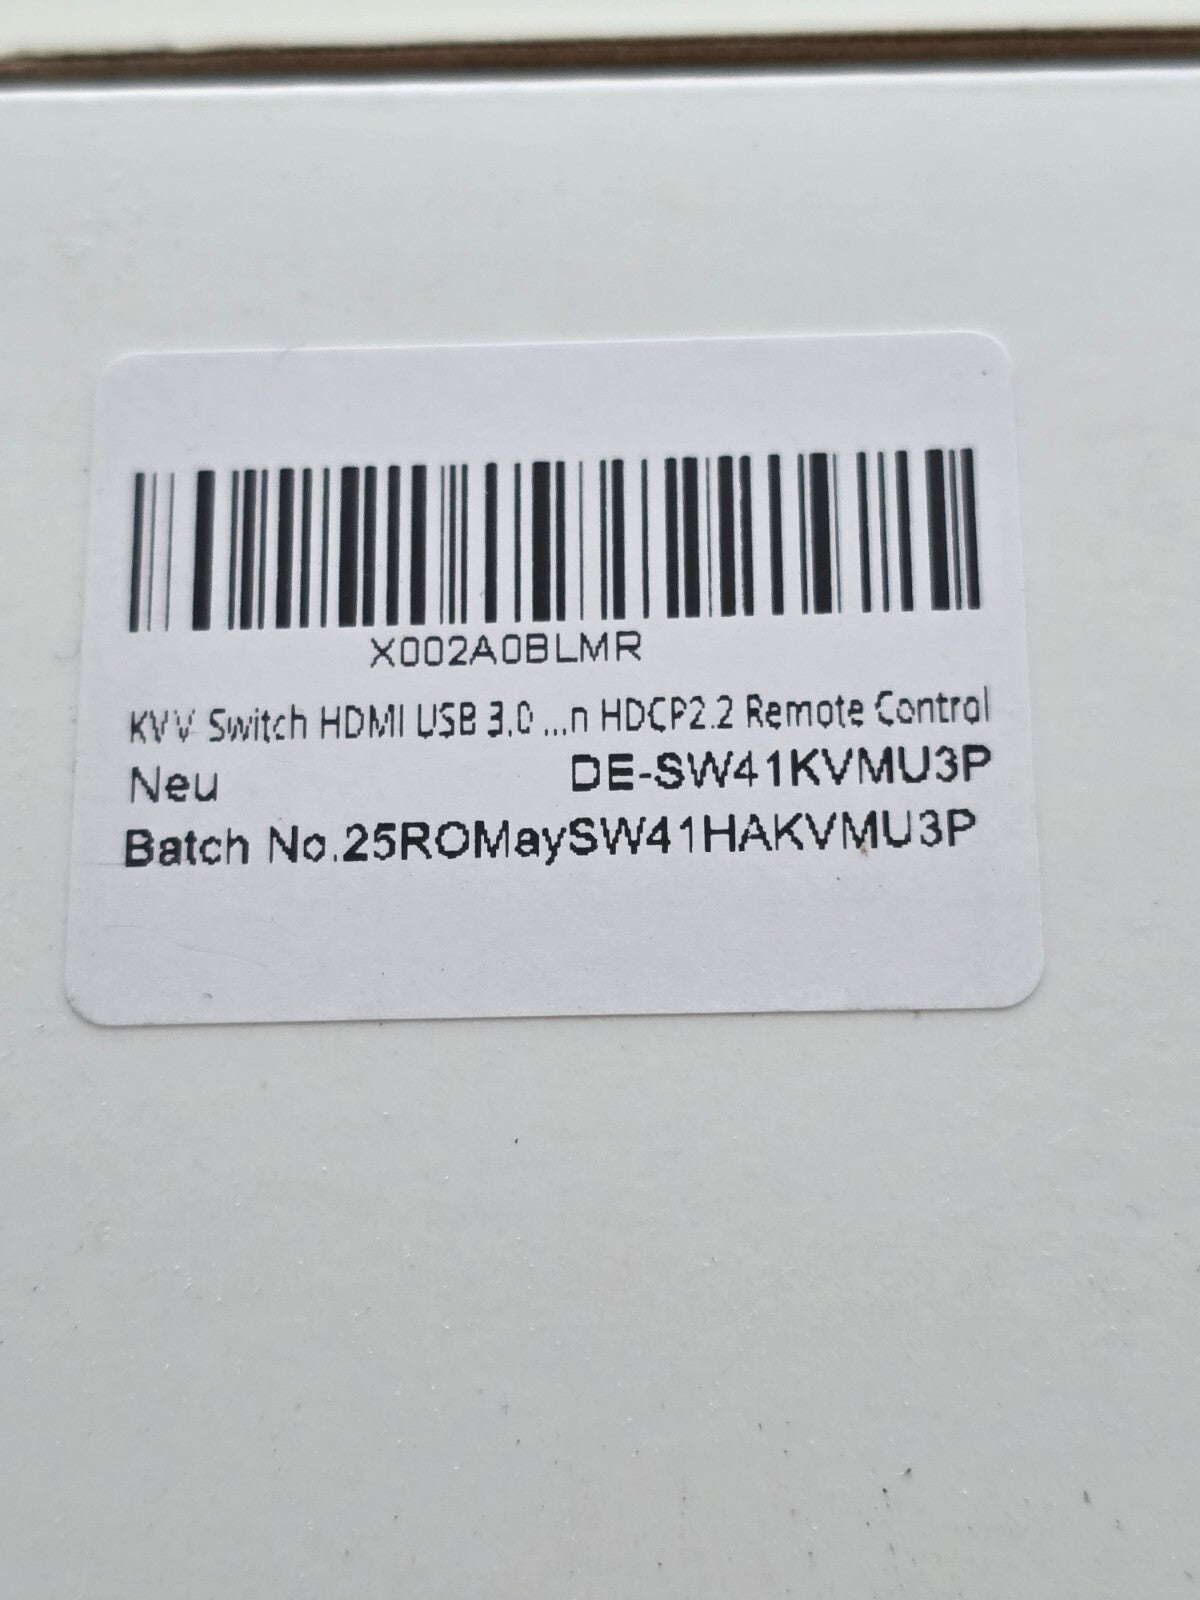 X002A0BLMR
KVV Switch HDMI USB 3.0 ...n HDCP2.2 Remote Control
Neu DE-SW41KVMU3P
Batch No.25ROMaySW41HAKVMU3P